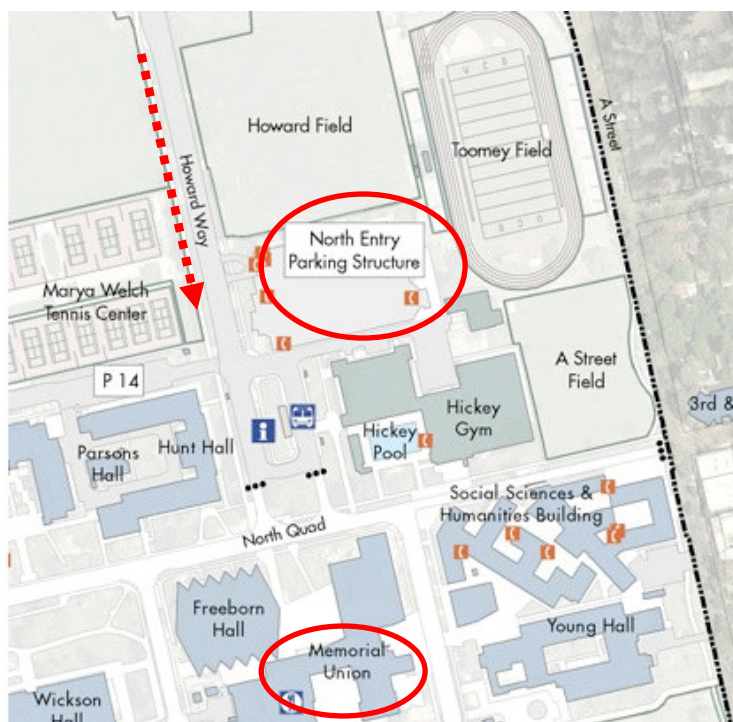 Howard Field
Toomey Field
UCD
UCD
A Street
Howard Way
North Entry
Parking Structure
Marya Welch
Tennis Center
P 14
A Street
Field
Hickey
Gym
Hickey
Pool
3rd &
Hunt Hall
Parsons
Hall
i
Social Sciences &
Humanities Building
North Quad
Freeborn
Hall
Young Hall
Memorial
Union
Wickson
Hall